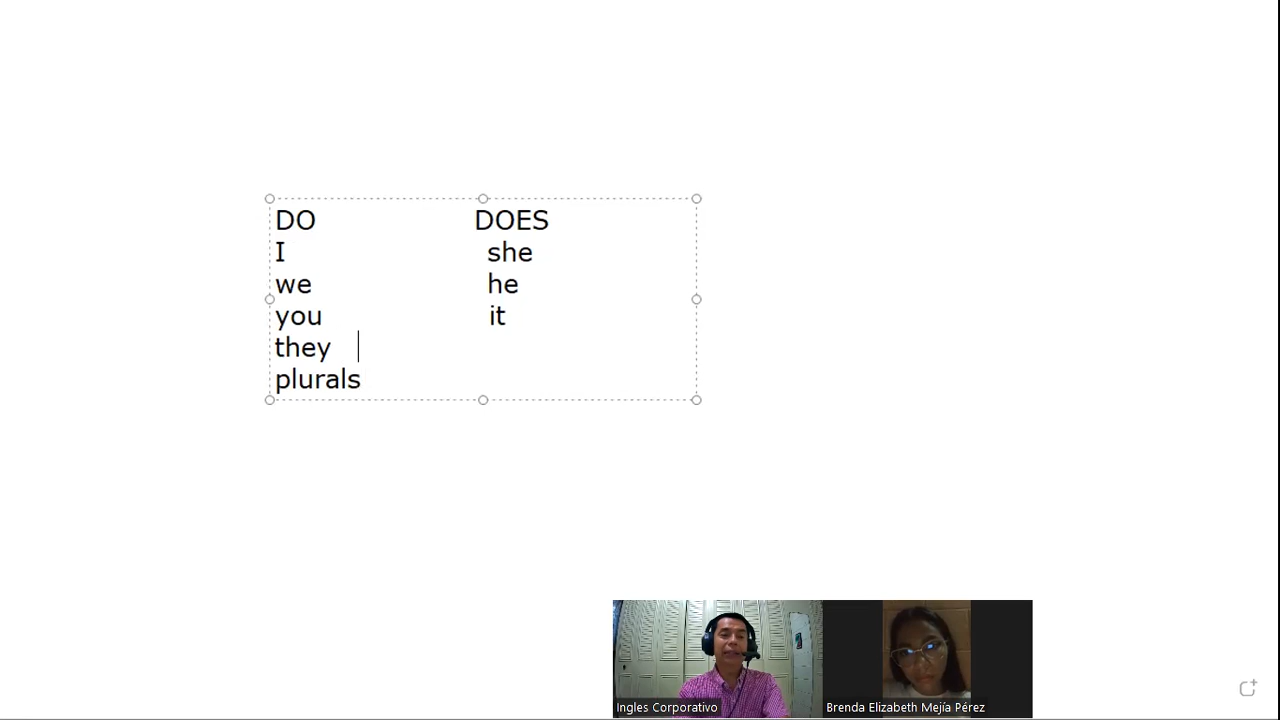 DO DOES
I she
we he
you it
they
plurals
Ingles Corporativo
Brenda Elizabeth Mejía Pérez